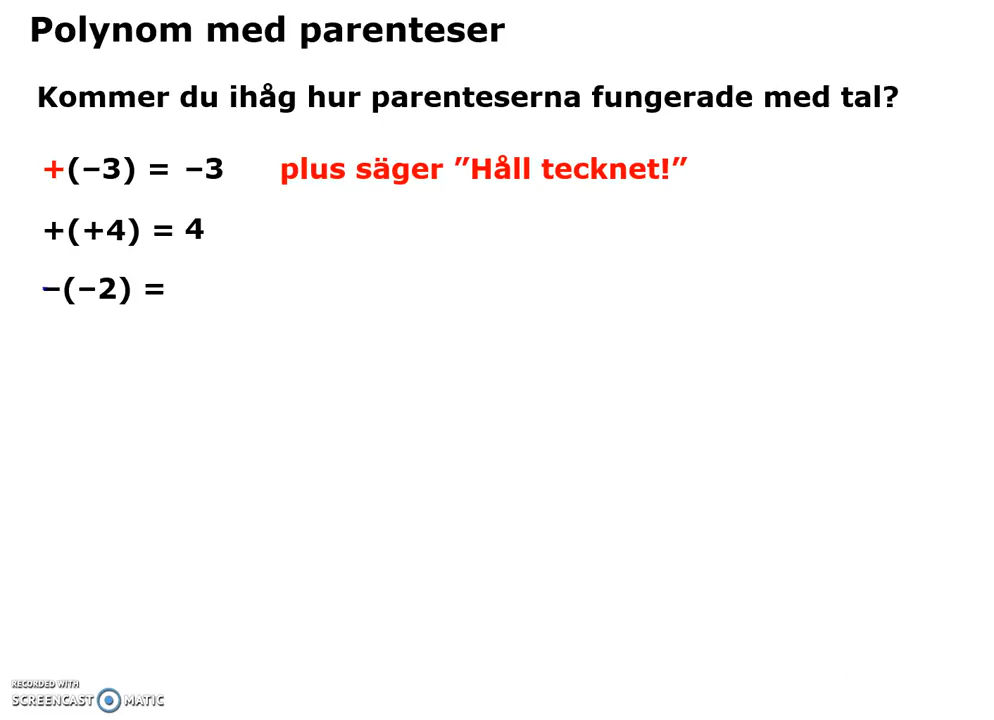 Polynom med parenteser
Kommer du ihåg hur parenteserna fungerade med tal?
+(–3) = –3 plus säger ”Håll tecknet!”
+(+4) = 4
–(–2) =
RECORDED WITH
SCREENCAST MATIC